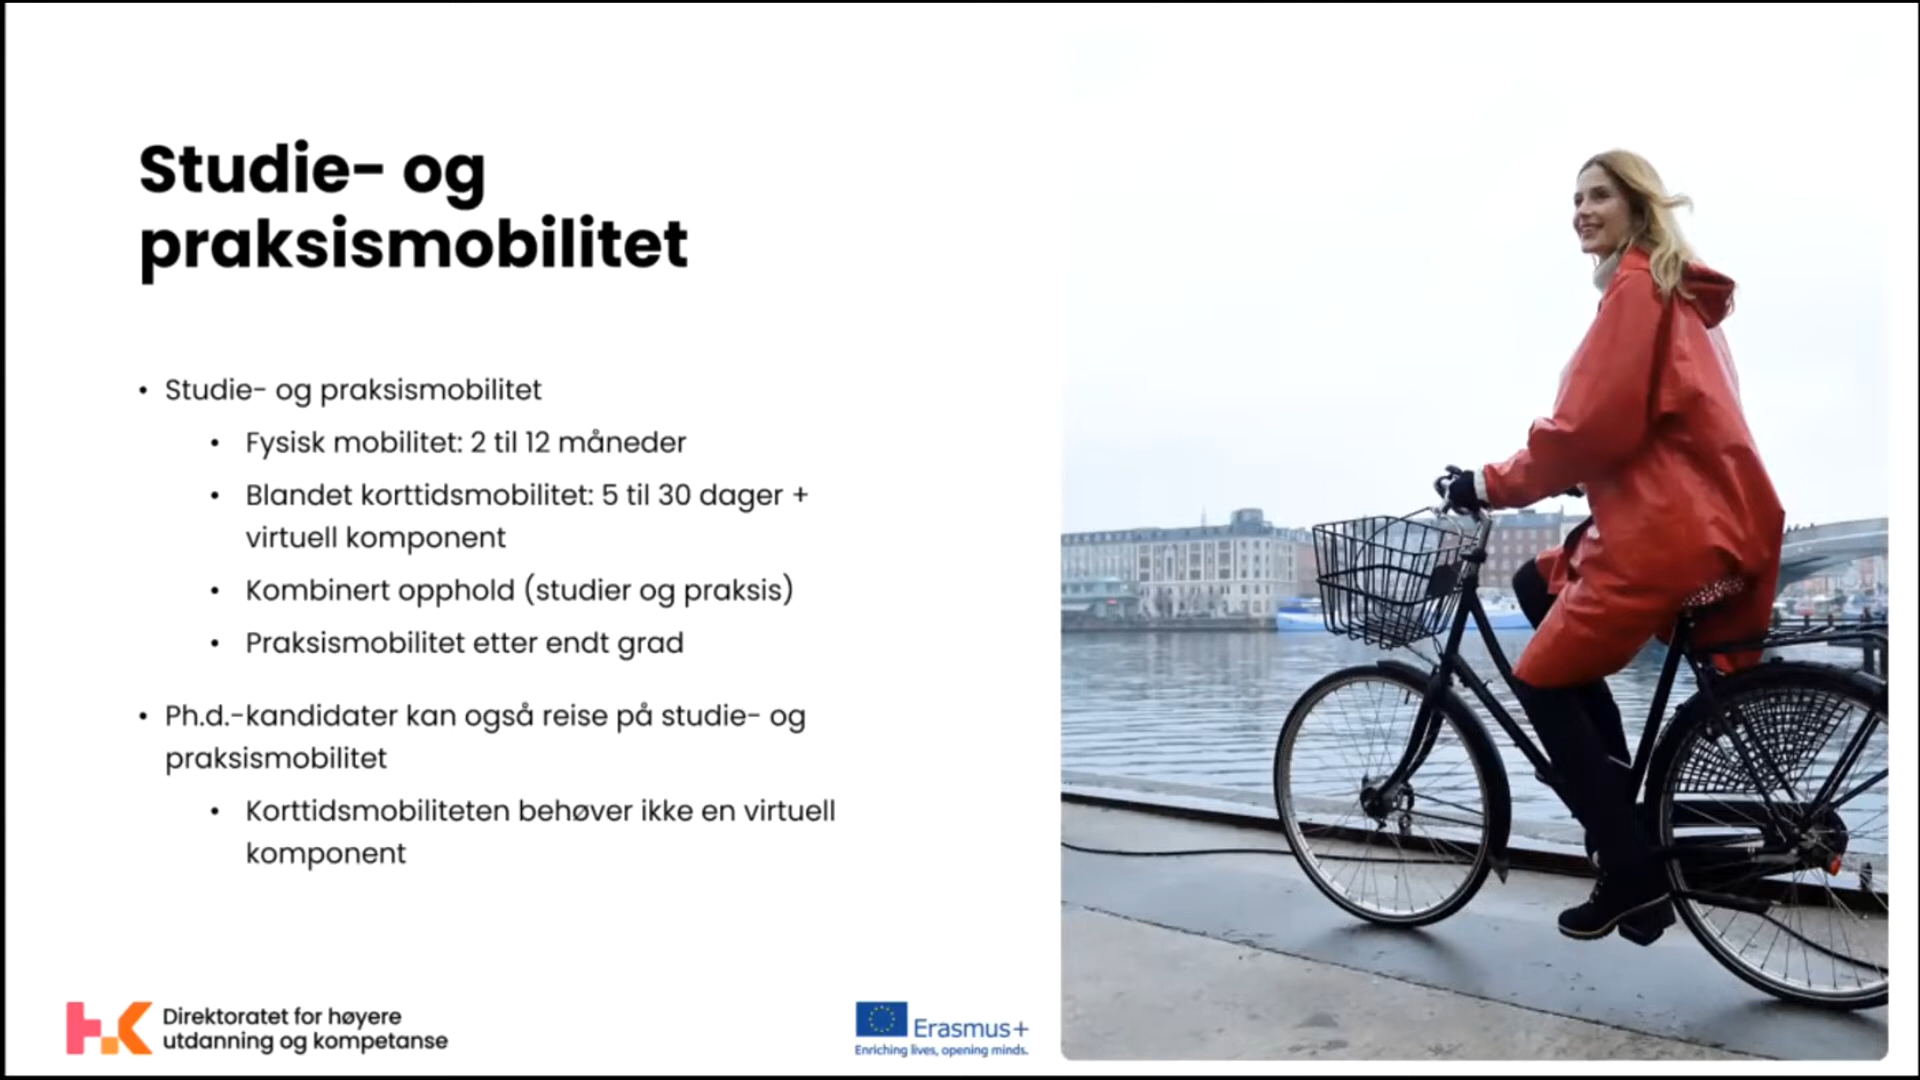 Studie- og
praksismobilitet
• Studie- og praksismobilitet
• Fysisk mobilitet: 2 til 12 måneder
• Blandet korttidsmobilitet: 5 til 30 dager +
virtuell komponent
• Kombinert opphold (studier og praksis)
• Praksismobilitet etter endt grad
• Ph.d.-kandidater kan også reise på studie- og
praksismobilitet
• Korttidsmobiliteten behøver ikke en virtuell
komponent
Direktoratet for høyere
utdanning og kompetanse
Erasmus+
Enriching lives, opening minds.